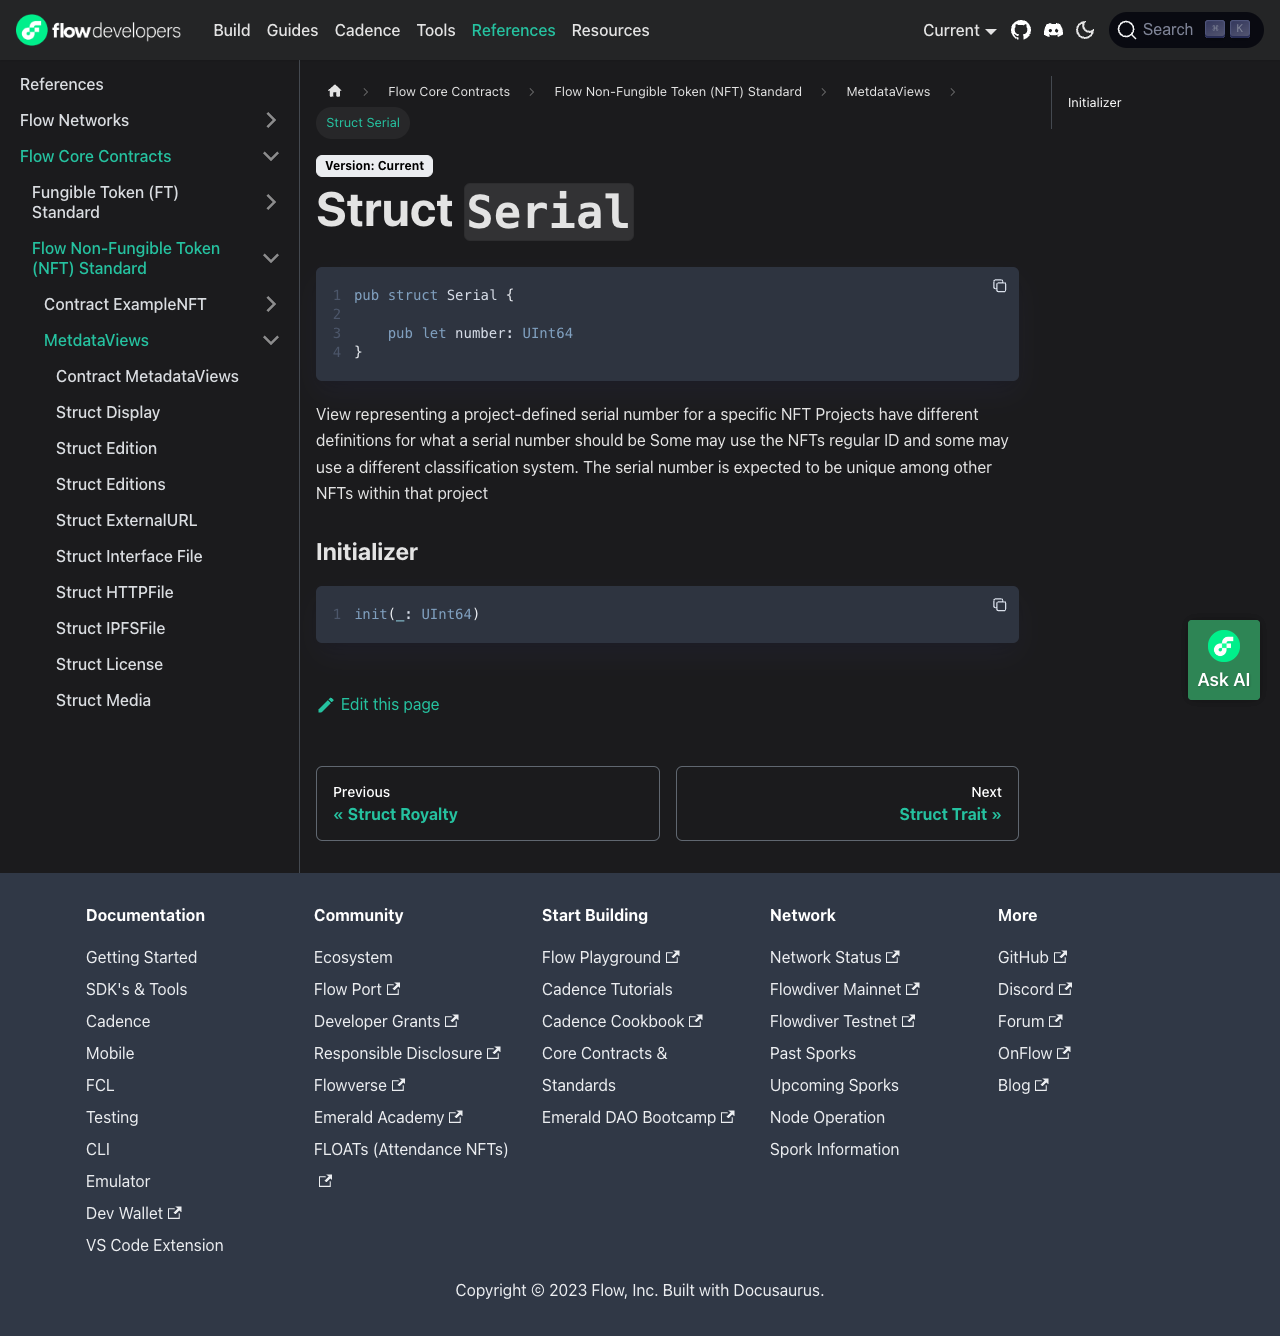 flowdevelopers
Build
Guides
Cadence
Tools
References
Resources
Current
Search
⌘ K
References
Flow Networks
Flow Core Contracts
Fungible Token (FT)
Standard
Flow Non-Fungible Token
(NFT) Standard
Contract ExampleNFT
MetdataViews
Contract MetadataViews
Struct Display
Struct Edition
Struct Editions
Struct ExternalURL
Struct Interface File
Struct HTTPFile
Struct IPFSFile
Struct License
Struct Media
Flow Core Contracts
Flow Non-Fungible Token (NFT) Standard
MetdataViews
Struct Serial
Version: Current
Struct Serial
1 pub struct Serial {
2
3 pub let number: UInt64
4 }
View representing a project-defined serial number for a specific NFT Projects have different
definitions for what a serial number should be Some may use the NFTs regular ID and some may
use a different classification system. The serial number is expected to be unique among other
NFTs within that project
Initializer
1 init(_: UInt64)
Edit this page
Previous
« Struct Royalty
Next
Struct Trait »
Initializer
Ask AI
Documentation
Getting Started
SDK's & Tools
Cadence
Mobile
FCL
Testing
CLI
Emulator
Dev Wallet
VS Code Extension
Community
Ecosystem
Flow Port
Developer Grants
Responsible Disclosure
Flowverse
Emerald Academy
FLOATs (Attendance NFTs)
Start Building
Flow Playground
Cadence Tutorials
Cadence Cookbook
Core Contracts &
Standards
Emerald DAO Bootcamp
Network
Network Status
Flowdiver Mainnet
Flowdiver Testnet
Past Sporks
Upcoming Sporks
Node Operation
Spork Information
More
GitHub
Discord
Forum
OnFlow
Blog
Copyright © 2023 Flow, Inc. Built with Docusaurus.